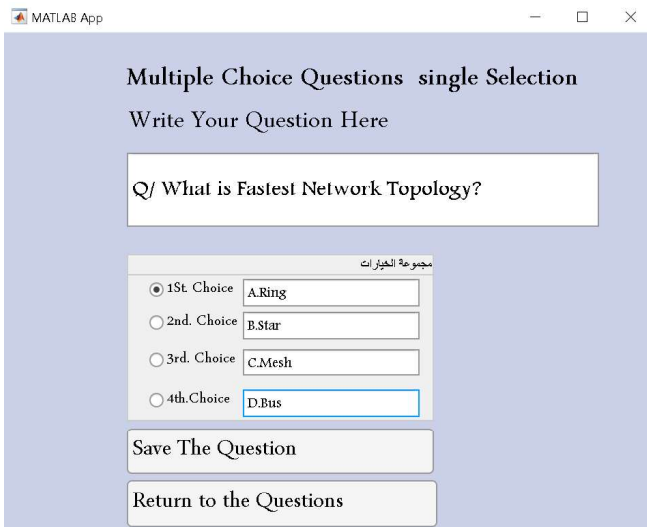 MATLAB App
Multiple Choice Questions single Selection
Write Your Question Here
Q/ What is Fastest Network Topology?
مجموعة الخيارات
1St. Choice A.Ring
2nd. Choice B.Star
3rd. Choice C.Mesh
4th.Choice D.Bus
Save The Question
Return to the Questions